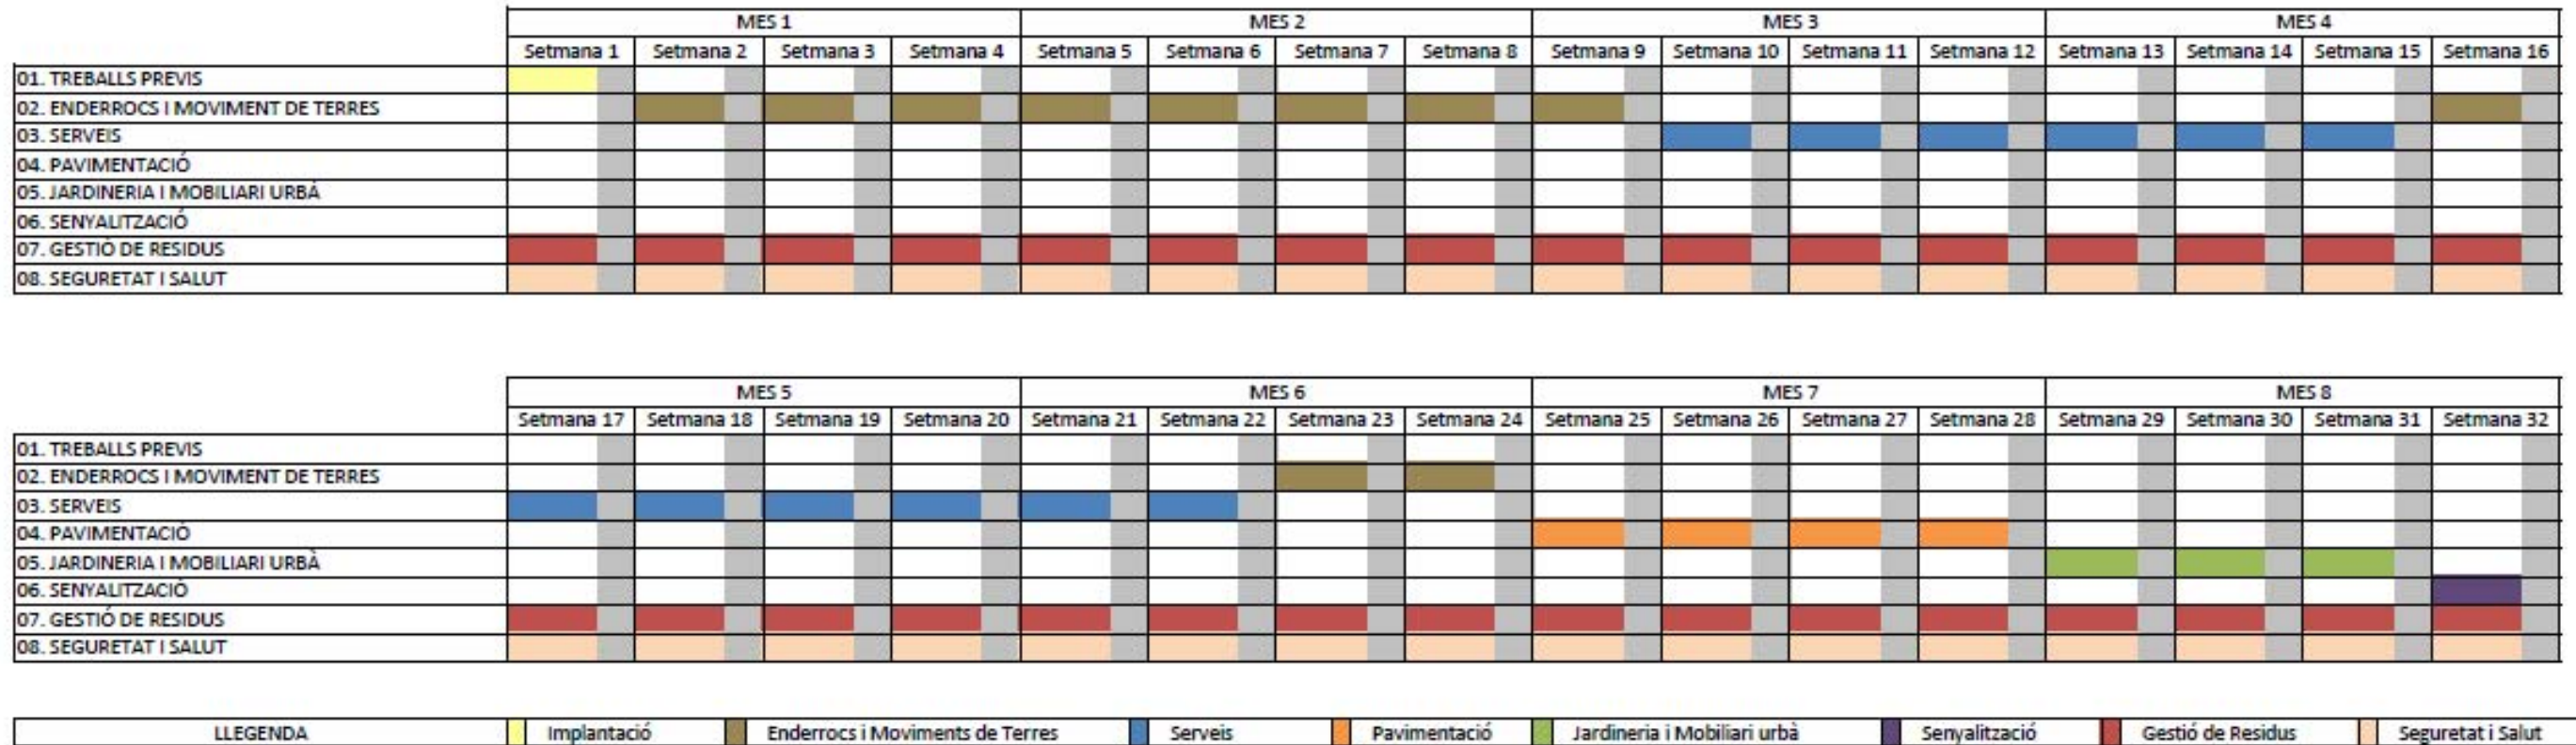 MES 1 MES 2 MES 3 MES 4
Setmana 1 Setmana 2 Setmana 3 Setmana 4 Setmana 5 Setmana 6 Setmana 7 Setmana 8 Setmana 9 Setmana 10 Setmana 11 Setmana 12 Setmana 13 Setmana 14 Setmana 15 Setmana 16
01. TREBALLS PREVIS
02. ENDERROCS I MOVIMENT DE TERRES
03. SERVEIS
04. PAVIMENTACIÓ
05. JARDINERIA I MOBILIARI URBÀ
06. SENYALITZACIÓ
07. GESTIÓ DE RESIDUS
08. SEGURETAT I SALUT
MES 5 MES 6 MES 7 MES 8
Setmana 17 Setmana 18 Setmana 19 Setmana 20 Setmana 21 Setmana 22 Setmana 23 Setmana 24 Setmana 25 Setmana 26 Setmana 27 Setmana 28 Setmana 29 Setmana 30 Setmana 31 Setmana 32
01. TREBALLS PREVIS
02. ENDERROCS I MOVIMENT DE TERRES
03. SERVEIS
04. PAVIMENTACIÓ
05. JARDINERIA I MOBILIARI URBÀ
06. SENYALITZACIÓ
07. GESTIÓ DE RESIDUS
08. SEGURETAT I SALUT
LLEGENDA Implantació Enderrocs i Moviments de Terres Serveis Pavimentació Jardineria i Mobiliari urbà Senyalització Gestió de Residus Seguretat i Salut